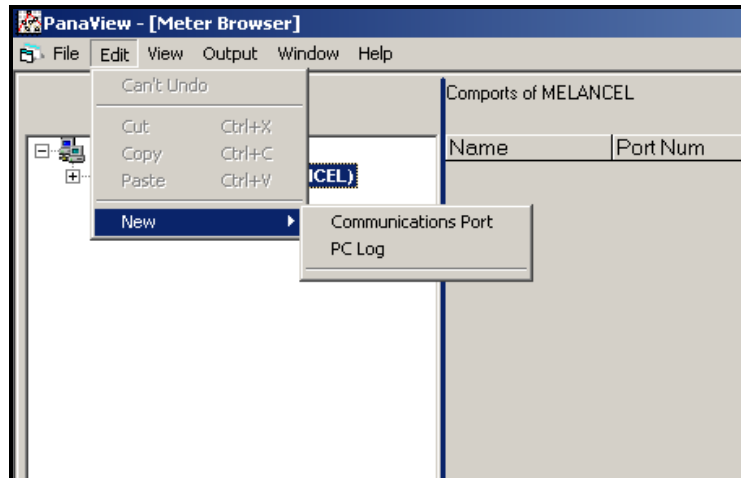 PanaView - [Meter Browser]
File Edit View Output Window Help
Can't Undo
Cut Ctrl+X
Copy Ctrl+C
Paste Ctrl+V
New
Communications Port
PC Log
ICEL)
Comports of MELANCEL
Name Port Num